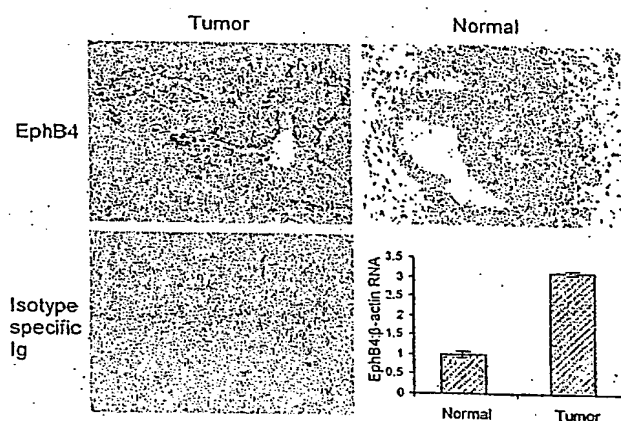 Tumor
Normal
EphB4
Isotype
specific
Ig
EphB4:β-actin RNA
3.5
3
2.5
2
1.5
1
0.5
0
Normal
Tumor